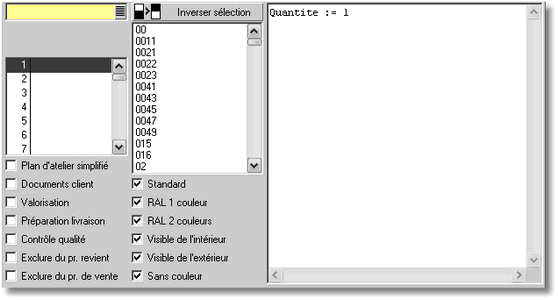 Inverser sélection
Quantite := 1
1
2
3
4
5
6
7
00
0011
0021
0022
0023
0041
0043
0045
0047
0049
015
016
02
Plan d'atelier simplifié
Documents client
Valorisation
Préparation livraison
Contrôle qualité
Exclure du pr. revient
Exclure du pr. de vente
Standard
RAL 1 couleur
RAL 2 couleurs
Visible de l'intérieur
Visible de l'extérieur
Sans couleur